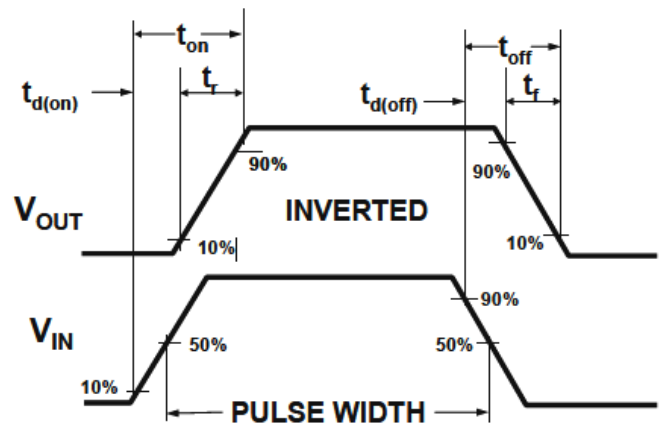 t_on
t_off
t_r
t_f
t_d(on)
t_d(off)
90%
90%
V_OUT
INVERTED
10%
10%
90%
V_IN
50%
50%
10%
PULSE WIDTH